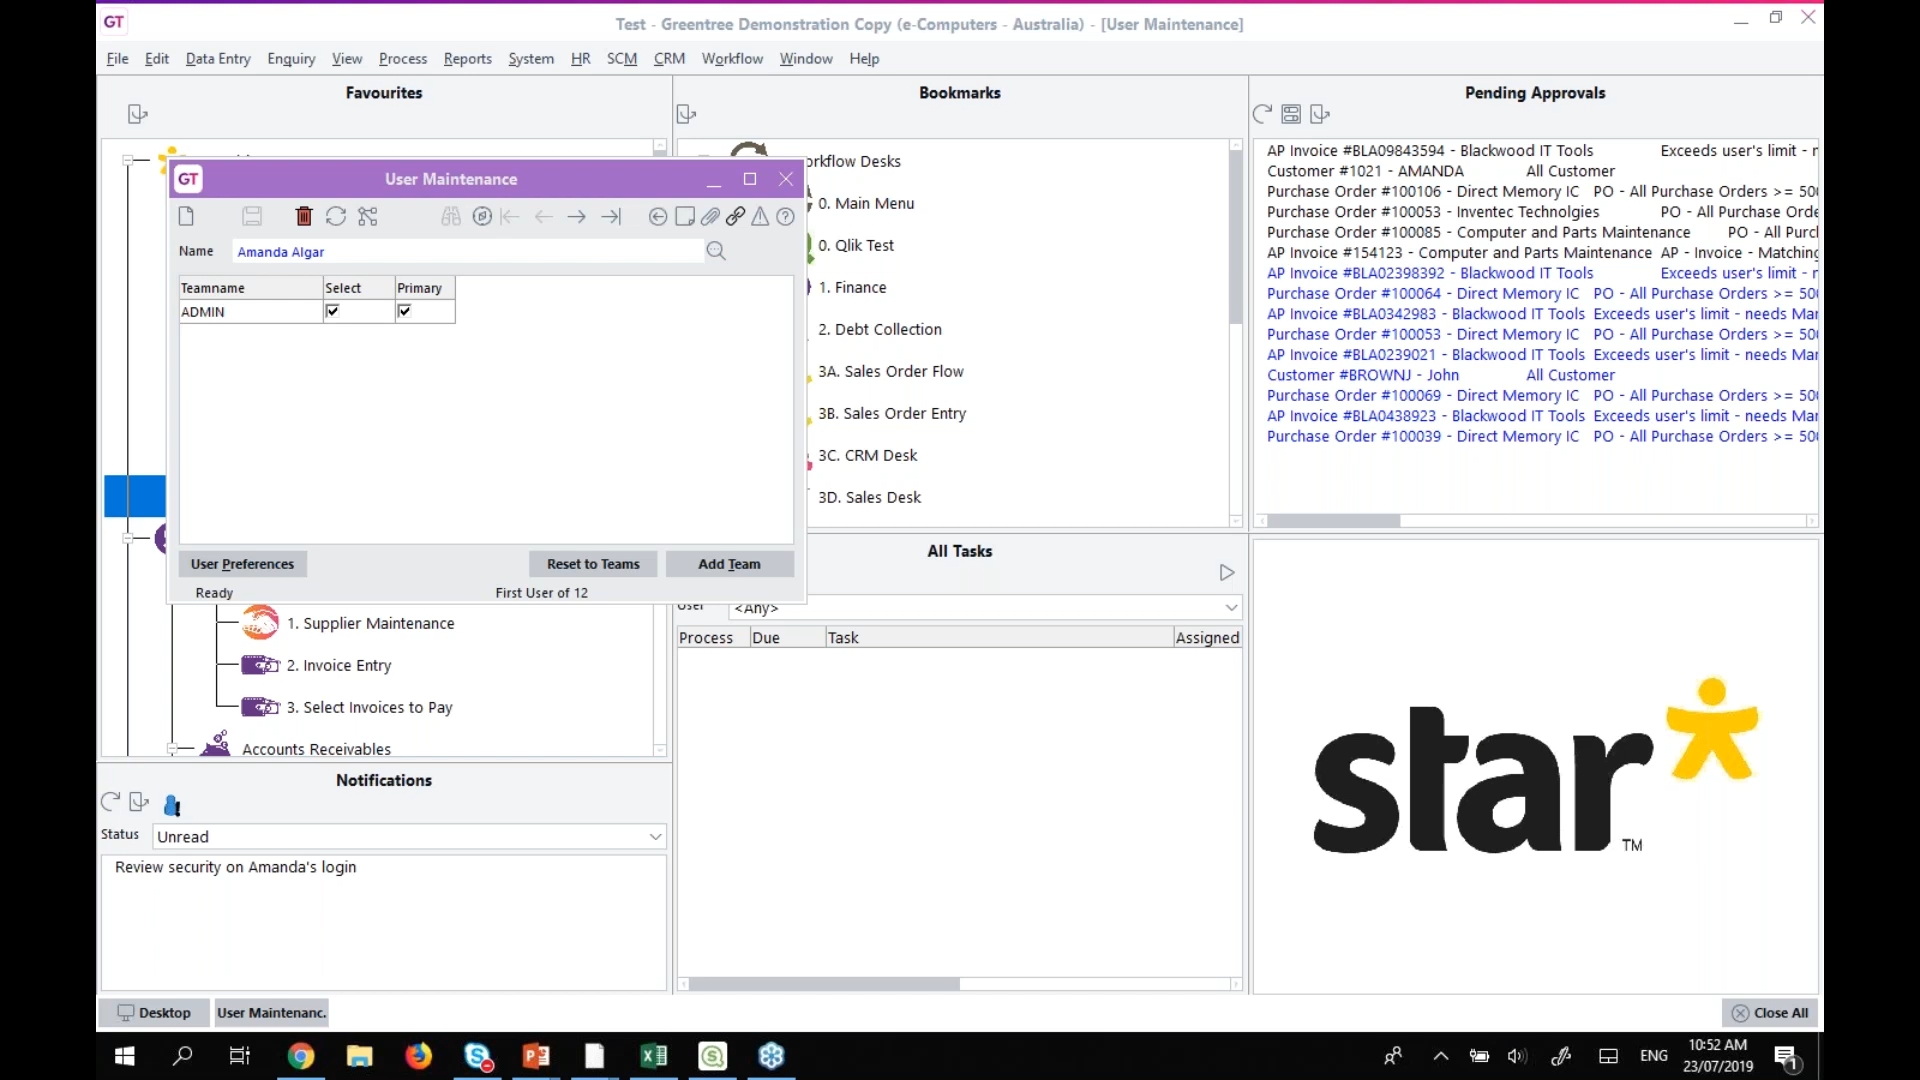 GT
Test - Greentree Demonstration Copy (e-Computers - Australia) - [User Maintenance]
File Edit Data Entry Enquiry View Process Reports System HR SCM CRM Workflow Window Help
Favourites
Bookmarks
Pending Approvals
GT
User Maintenance
Name Amanda Algar
Teamname Select Primary
ADMIN
User Preferences Reset to Teams Add Team
Ready First User of 12
1. Supplier Maintenance
2. Invoice Entry
3. Select Invoices to Pay
Accounts Receivables
Notifications
Status Unread
Review security on Amanda's login
Desks
0. Main Menu
0. Qlik Test
1. Finance
2. Debt Collection
3A. Sales Order Flow
3B. Sales Order Entry
3C. CRM Desk
3D. Sales Desk
All Tasks
User <Any>
Process Due Task Assigned
AP Invoice #BLA09843594 - Blackwood IT Tools Exceeds user's limit -
Customer #1021 - AMANDA All Customer
Purchase Order #100106 - Direct Memory IC PO - All Purchase Orders >= 50
Purchase Order #100053 - Inventec Technolgies PO - All Purchase
Purchase Order #100085 - Computer and Parts Maintenance PO - All
AP Invoice #154123 - Computer and Parts Maintenance AP - Invoice - Matching
AP Invoice #BLA02398392 - Blackwood IT Tools Exceeds user's limit -
Purchase Order #100064 - Direct Memory IC PO - All Purchase Orders >= 50
AP Invoice #BLA0342983 - Blackwood IT Tools Exceeds user's limit - needs
Purchase Order #100053 - Direct Memory IC PO - All Purchase Orders >= 50
AP Invoice #BLA0239021 - Blackwood IT Tools Exceeds user's limit - needs
Customer #BROWNJ - John All Customer
Purchase Order #100069 - Direct Memory IC PO - All Purchase Orders >= 50
AP Invoice #BLA0438923 - Blackwood IT Tools Exceeds user's limit - needs
Purchase Order #100039 - Direct Memory IC PO - All Purchase Orders >= 50
star TM
Desktop User Maintenanc. Close All
ENG 10:52 AM
23/07/2019
1